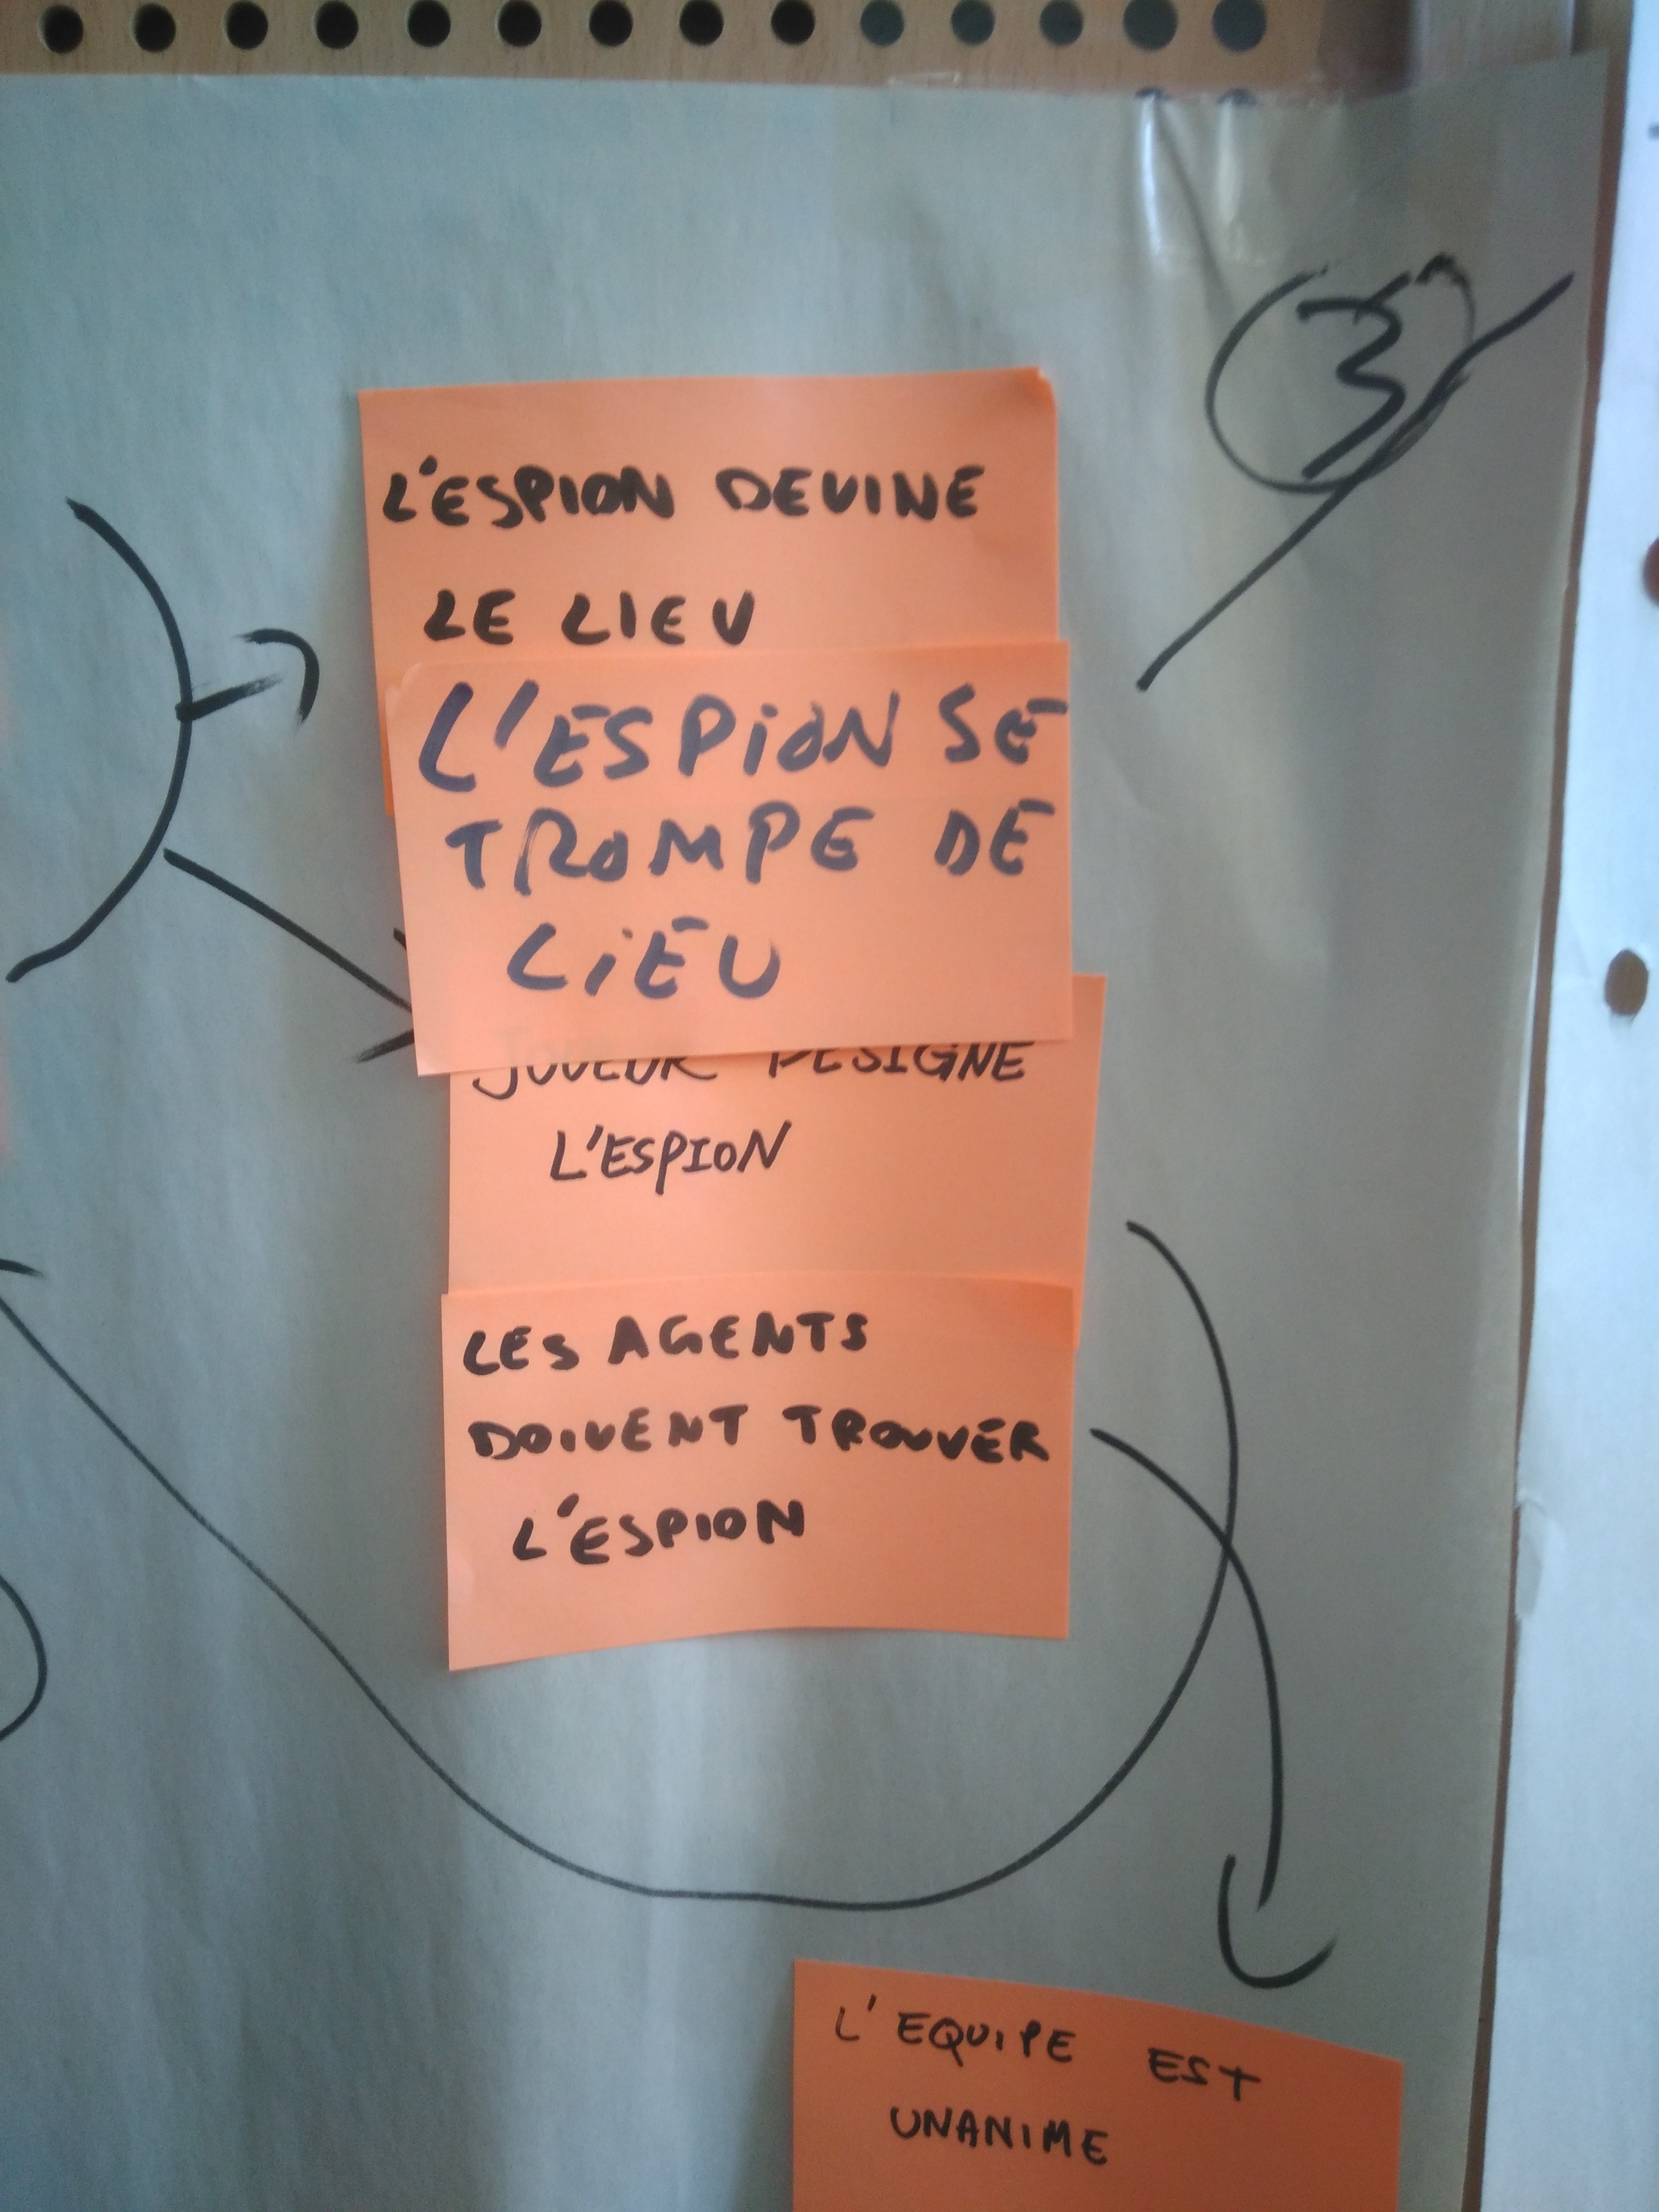 3
L'ESPION DEVINE
LE LIEU
L'ESPION SE
TROMPE DE
LIEU
JOUEUR DESIGNE
L'ESPION
LES AGENTS
DOIVENT TROUVER
L'ESPION
L'EQUIPE EST
UNANIME